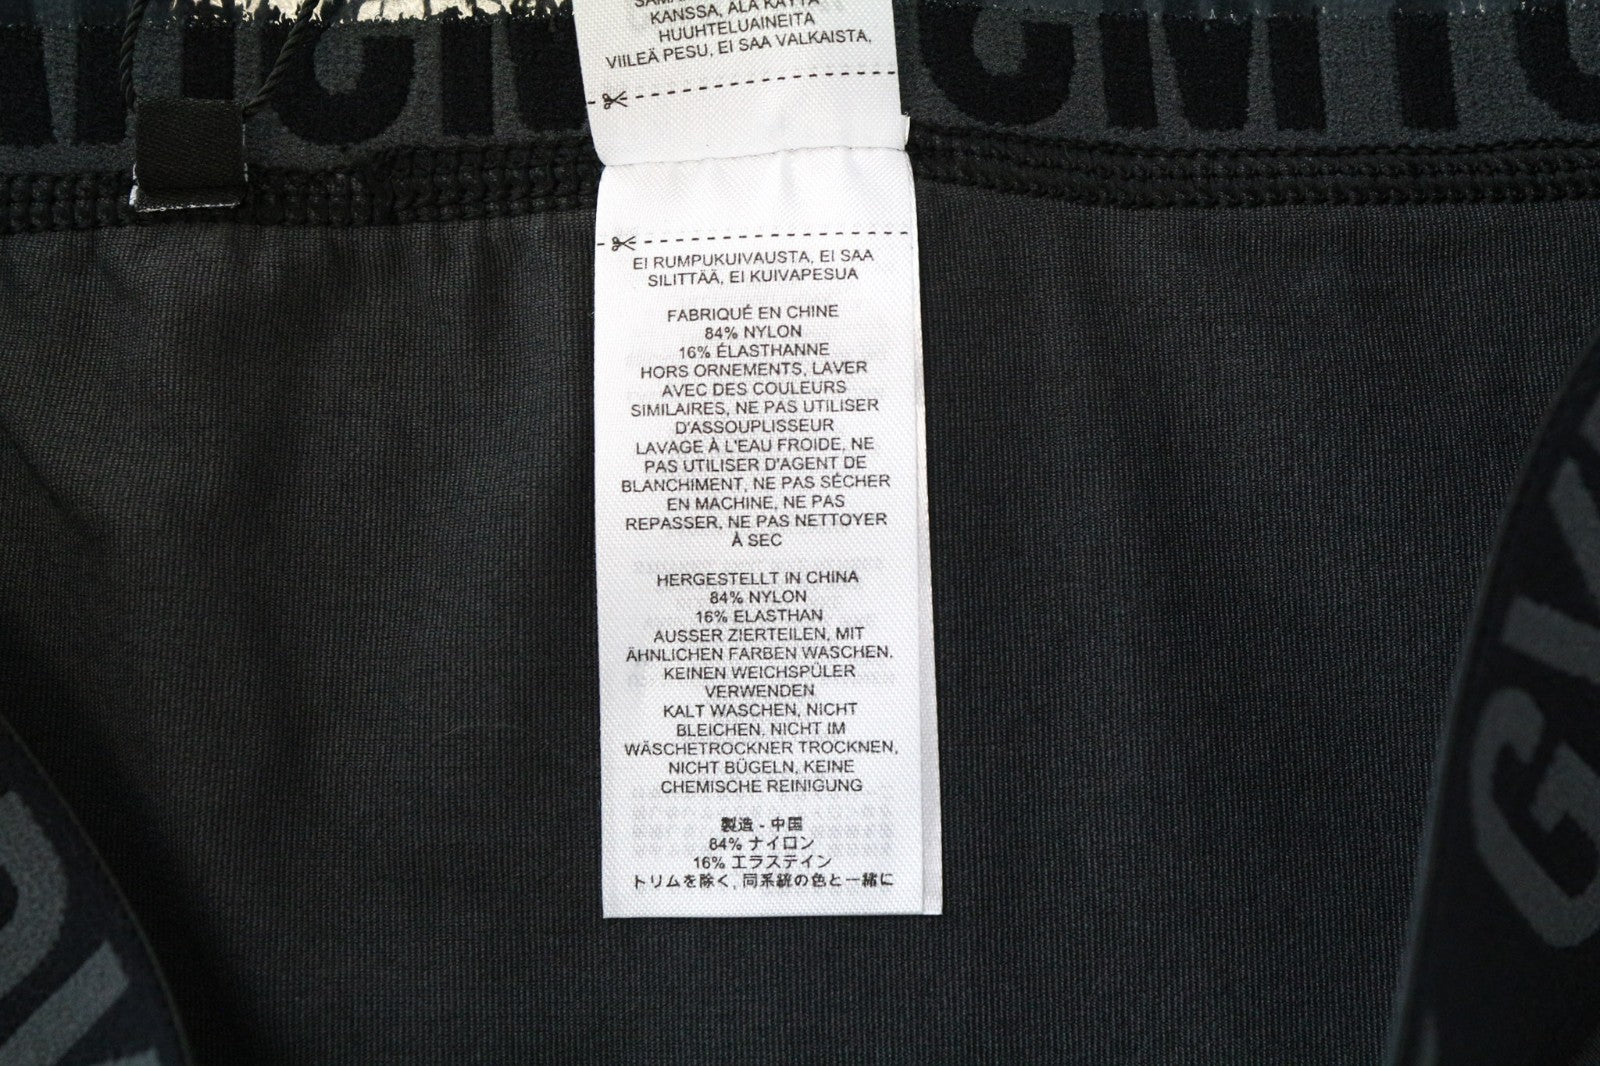 KANSSA, ÄLÄ KÄYTÄ
HUUHTELUAINEITA
VIILEÄ PESU, EI SAA VALKAISTA,
EI RUMPUKUIVAUSTA, EI SAA
SILITTÄÄ, EI KUIVAPESUA
FABRIQUÉ EN CHINE
84% NYLON
16% ÉLASTHANNE
HORS ORNEMENTS, LAVER
AVEC DES COULEURS
SIMILAIRES, NE PAS UTILISER
D'ASSOUPLISSEUR
LAVAGE À L'EAU FROIDE, NE
PAS UTILISER D'AGENT DE
BLANCHIMENT, NE PAS SÉCHER
EN MACHINE, NE PAS
REPASSER, NE PAS NETTOYER
À SEC
HERGESTELLT IN CHINA
84% NYLON
16% ELASTHAN
AUSSER ZIERTEILEN, MIT
ÄHNLICHEN FARBEN WASCHEN.
KEINEN WEICHSPÜLER
VERWENDEN
KALT WASCHEN, NICHT
BLEICHEN, NICHT IM
WÄSCHETROCKNER TROCKNEN,
NICHT BÜGELN, KEINE
CHEMISCHE REINIGUNG
製造 - 中国
84% ナイロン
16% エラステイン
トリムを除く, 同系統の色と一緒に